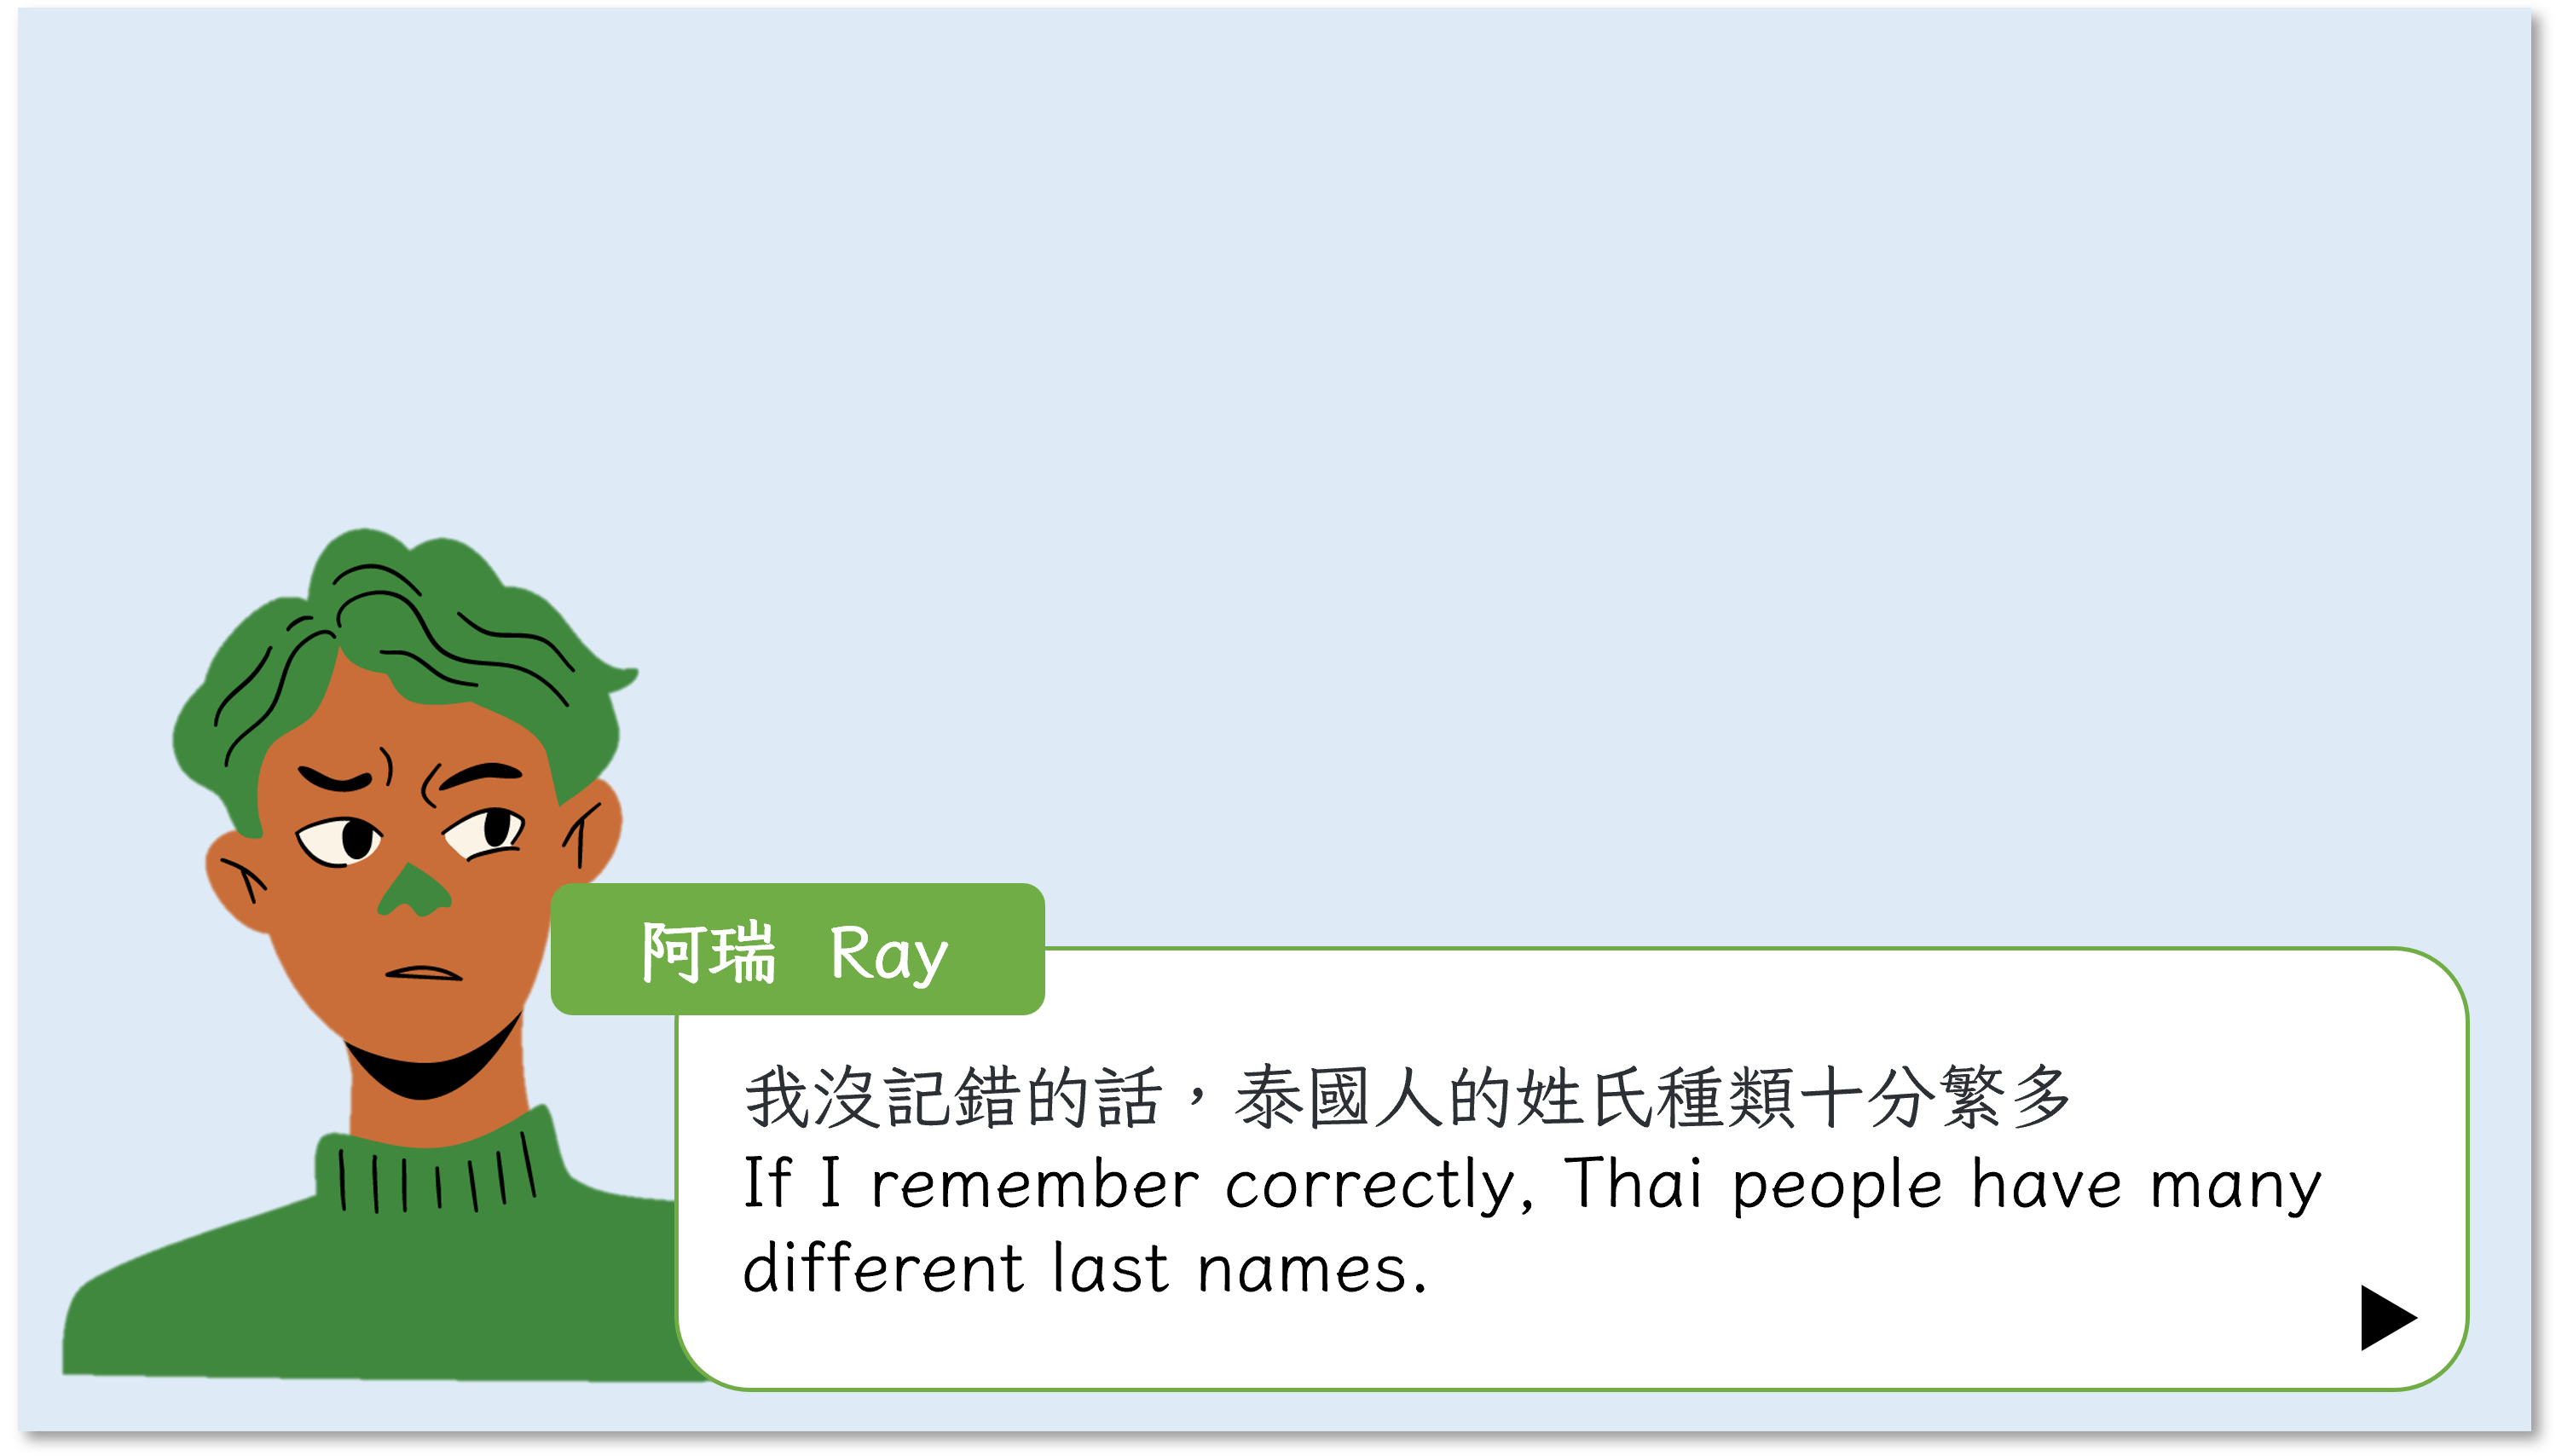 阿瑞 Ray
我沒記錯的話，泰國人的姓氏種類十分繁多
If I remember correctly, Thai people have many
different last names.